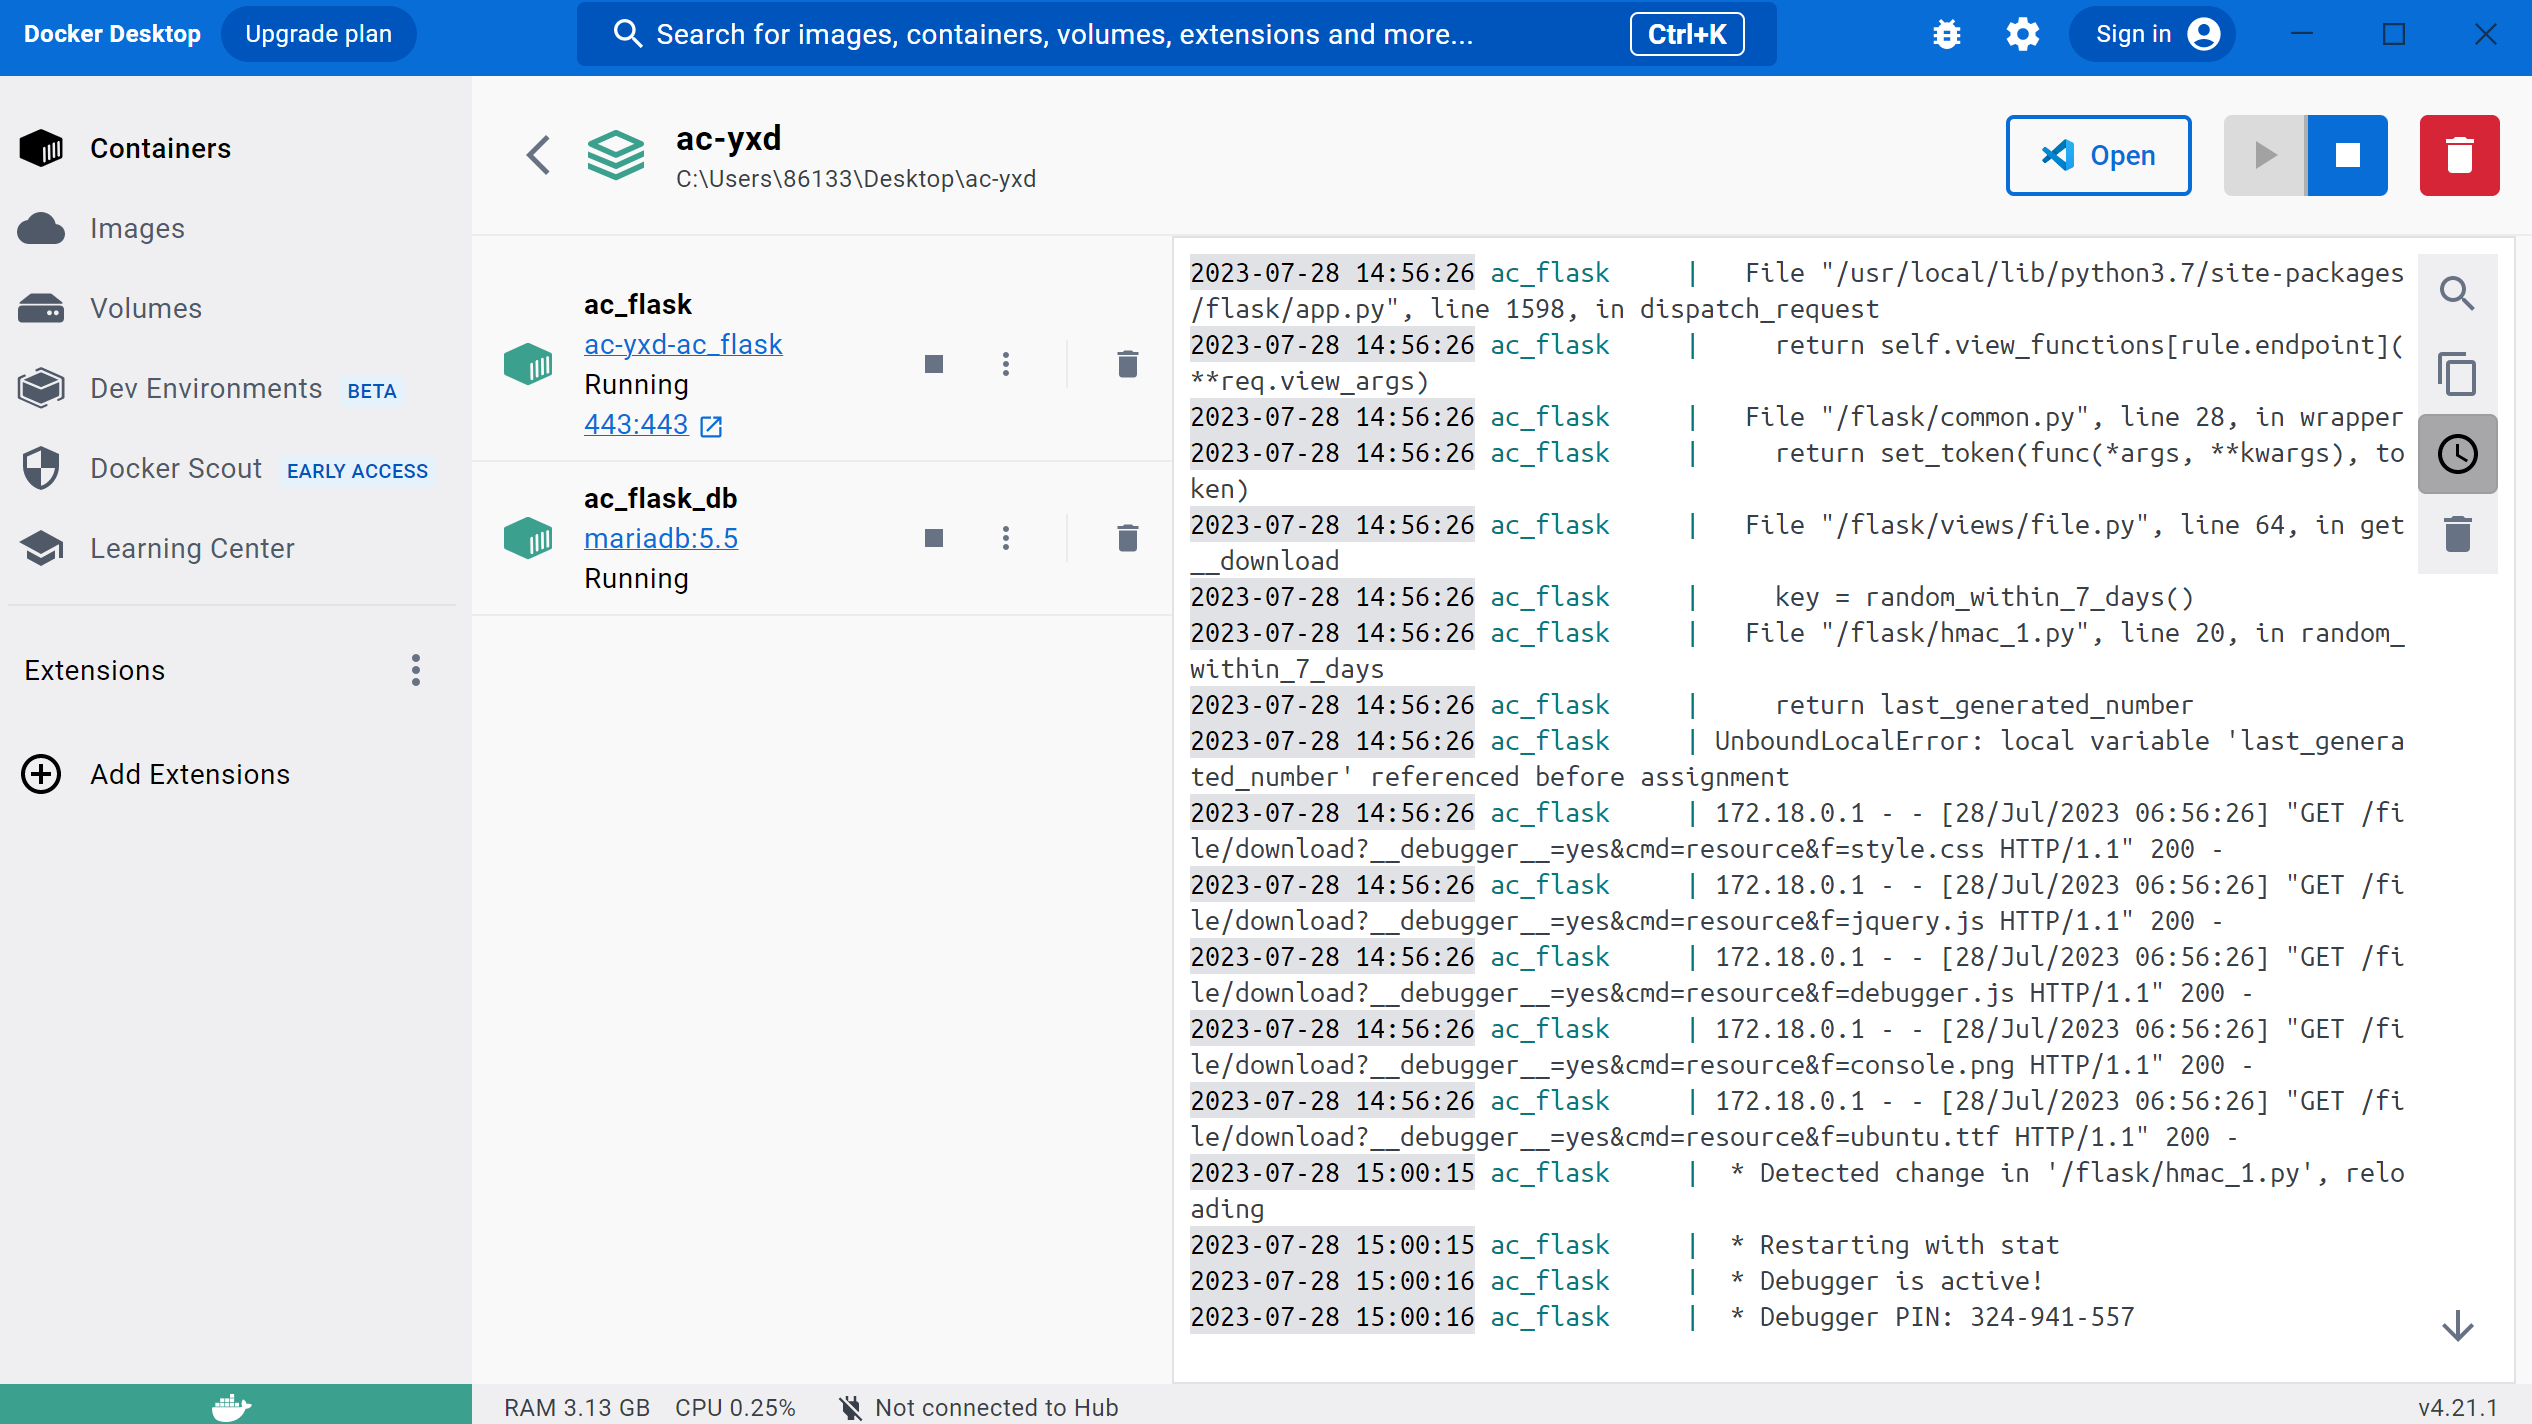 Docker Desktop
Upgrade plan
Search for images, containers, volumes, extensions and more...
Ctrl+K
Sign in
Containers
Images
Volumes
Dev Environments BETA
Docker Scout EARLY ACCESS
Learning Center
Extensions
Add Extensions
ac-yxd
C:\Users\86133\Desktop\ac-yxd
Open
ac_flask
ac-yxd-ac_flask
Running
443:443
ac_flask_db
mariadb:5.5
Running
2023-07-28 14:56:26 ac_flask     |   File "/usr/local/lib/python3.7/site-packages
/flask/app.py", line 1598, in dispatch_request
2023-07-28 14:56:26 ac_flask     |     return self.view_functions[rule.endpoint](
**req.view_args)
2023-07-28 14:56:26 ac_flask     |   File "/flask/common.py", line 28, in wrapper
2023-07-28 14:56:26 ac_flask     |     return set_token(func(*args, **kwargs), to
ken)
2023-07-28 14:56:26 ac_flask     |   File "/flask/views/file.py", line 64, in get
__download
2023-07-28 14:56:26 ac_flask     |     key = random_within_7_days()
2023-07-28 14:56:26 ac_flask     |   File "/flask/hmac_1.py", line 20, in random_
within_7_days
2023-07-28 14:56:26 ac_flask     |     return last_generated_number
2023-07-28 14:56:26 ac_flask     | UnboundLocalError: local variable 'last_genera
ted_number' referenced before assignment
2023-07-28 14:56:26 ac_flask     | 172.18.0.1 - - [28/Jul/2023 06:56:26] "GET /fi
le/download?__debugger__=yes&cmd=resource&f=style.css HTTP/1.1" 200 -
2023-07-28 14:56:26 ac_flask     | 172.18.0.1 - - [28/Jul/2023 06:56:26] "GET /fi
le/download?__debugger__=yes&cmd=resource&f=jquery.js HTTP/1.1" 200 -
2023-07-28 14:56:26 ac_flask     | 172.18.0.1 - - [28/Jul/2023 06:56:26] "GET /fi
le/download?__debugger__=yes&cmd=resource&f=debugger.js HTTP/1.1" 200 -
2023-07-28 14:56:26 ac_flask     | 172.18.0.1 - - [28/Jul/2023 06:56:26] "GET /fi
le/download?__debugger__=yes&cmd=resource&f=console.png HTTP/1.1" 200 -
2023-07-28 14:56:26 ac_flask     | 172.18.0.1 - - [28/Jul/2023 06:56:26] "GET /fi
le/download?__debugger__=yes&cmd=resource&f=ubuntu.ttf HTTP/1.1" 200 -
2023-07-28 15:00:15 ac_flask     |  * Detected change in '/flask/hmac_1.py', relo
ading
2023-07-28 15:00:15 ac_flask     |  * Restarting with stat
2023-07-28 15:00:16 ac_flask     |  * Debugger is active!
2023-07-28 15:00:16 ac_flask     |  * Debugger PIN: 324-941-557
RAM 3.13 GB CPU 0.25% Not connected to Hub
v4.21.1